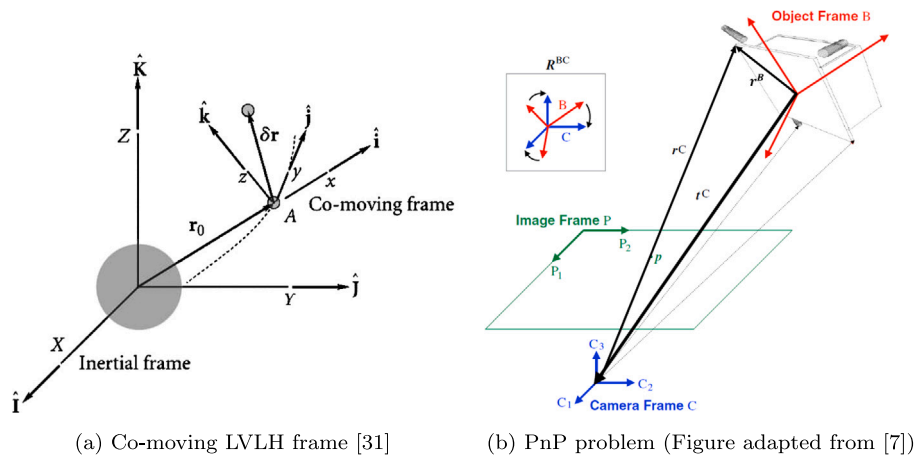 K̂
Z
k̂
δr
ĵ
î
z
y
x
A
Co-moving frame
r₀
Y
Ĵ
X
Inertial frame
Î
(a) Co-moving LVLH frame [31]
Object Frame B
R^BC
B
C
r^B
r^C
t^C
Image Frame P
P₂
P₁
p
C₃
C₂
C₁
Camera Frame C
(b) PnP problem (Figure adapted from [7])